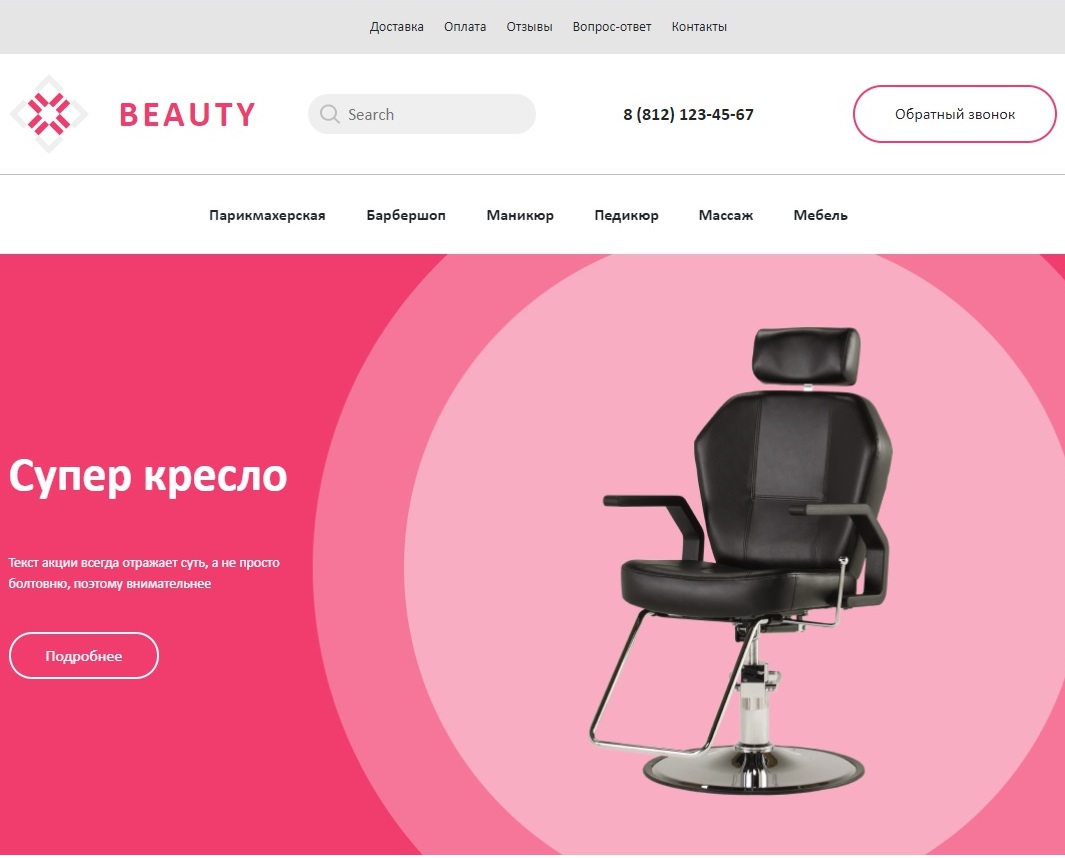 Доставка Оплата Отзывы Вопрос-ответ Контакты
BEAUTY Search 8 (812) 123-45-67 Обратный звонок
Парикмахерская Барбершоп Маникюр Педикюр Массаж Мебель
Супер кресло
Текст акции всегда отражает суть, а не просто
болтовню, поэтому внимательнее
Подробнее